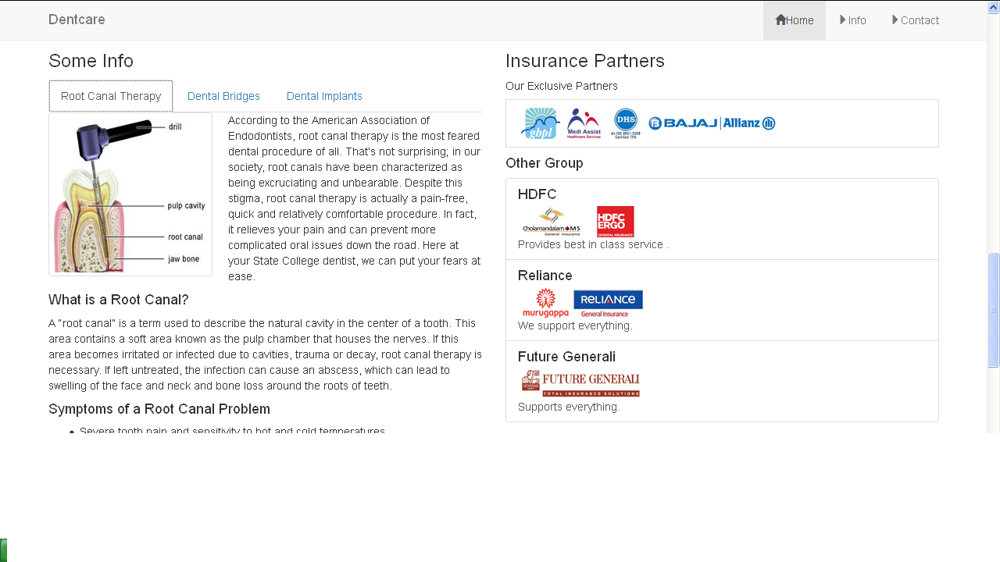 Dentcare
Home
Info
Contact
Some Info
Root Canal Therapy
Dental Bridges
Dental Implants
drill
pulp cavity
root canal
jaw bone
According to the American Association of
Endodontists, root canal therapy is the most feared
dental procedure of all. That's not surprising; in our
society, root canals have been characterized as
being excruciating and unbearable. Despite this
stigma, root canal therapy is actually a pain-free,
quick and relatively comfortable procedure. In fact,
it relieves your pain and can prevent more
complicated oral issues down the road. Here at
your State College dentist, we can put your fears at
ease.
What is a Root Canal?
A "root canal" is a term used to describe the natural cavity in the center of a tooth. This
area contains a soft area known as the pulp chamber that houses the nerves. If this
area becomes irritated or infected due to cavities, trauma or decay, root canal therapy is
necessary. If left untreated, the infection can cause an abscess, which can lead to
swelling of the face and neck and bone loss around the roots of teeth.
Symptoms of a Root Canal Problem
• Severe tooth pain and sensitivity to hot and cold temperatures
Insurance Partners
Our Exclusive Partners
ghpl
Medi Assist
Healthcare Services
DHS
An ISO 9001:2008
Certified TPA
BAJAJ | Allianz
Other Group
HDFC
Cholamandalam MS
General Insurance
HDFC
ERGO
GENERAL INSURANCE
Provides best in class service .
Reliance
murugappa
RELIANCE
General Insurance
We support everything.
Future Generali
GENERALI
FUTURE GENERALI
TOTAL INSURANCE SOLUTIONS
Supports everything.